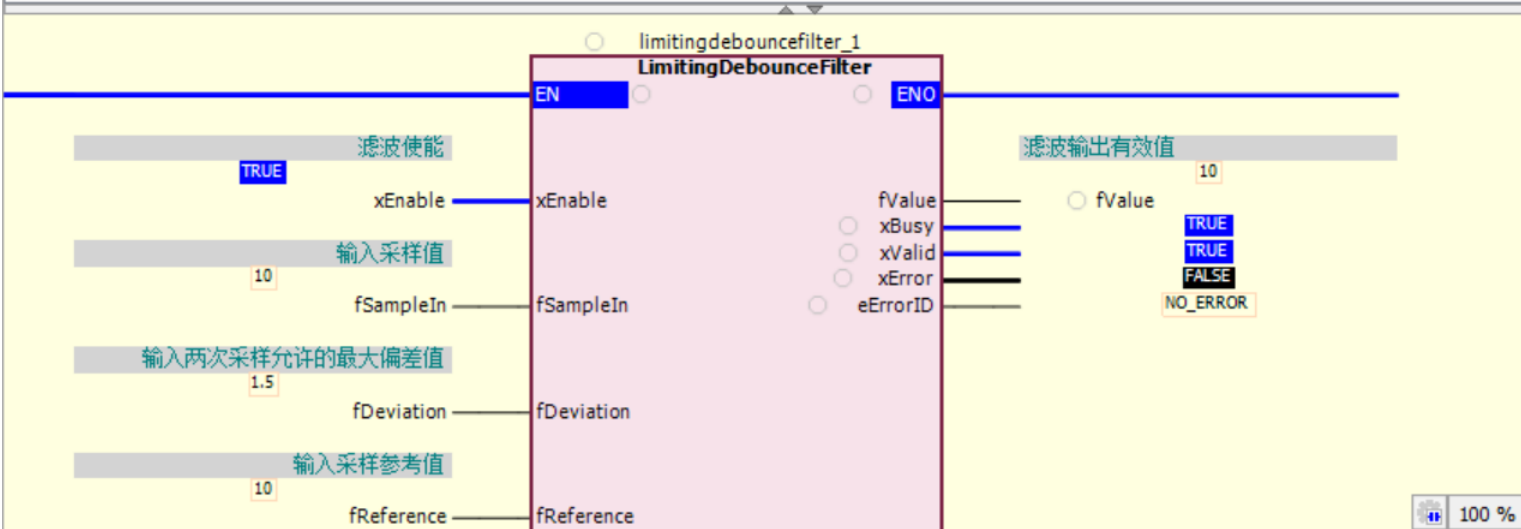 limitingdebouncefilter_1
LimitingDebounceFilter
EN
ENO
滤波使能
TRUE
xEnable
xEnable
输入采样值
10
fSampleIn
fSampleIn
输入两次采样允许的最大偏差值
1.5
fDeviation
fDeviation
输入采样参考值
10
fReference
fReference
滤波输出有效值
10
fValue
fValue
xBusy
TRUE
xValid
TRUE
xError
FALSE
eErrorID
NO_ERROR
100 %